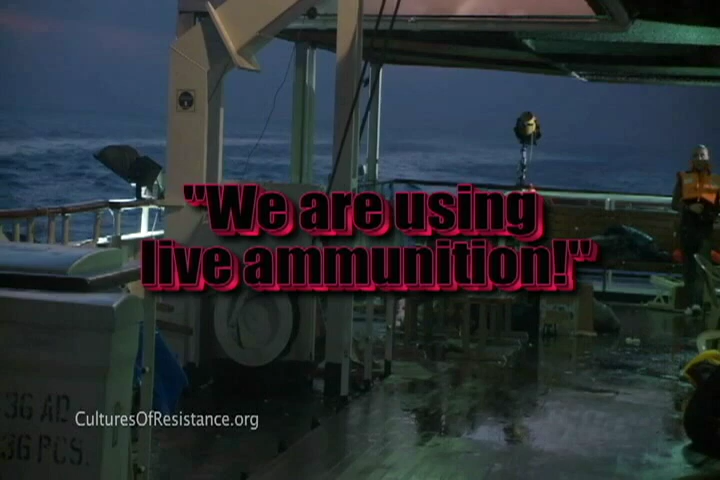 "We are using
live ammunition!"
36 AD
36 PCS.
CulturesOfResistance.org